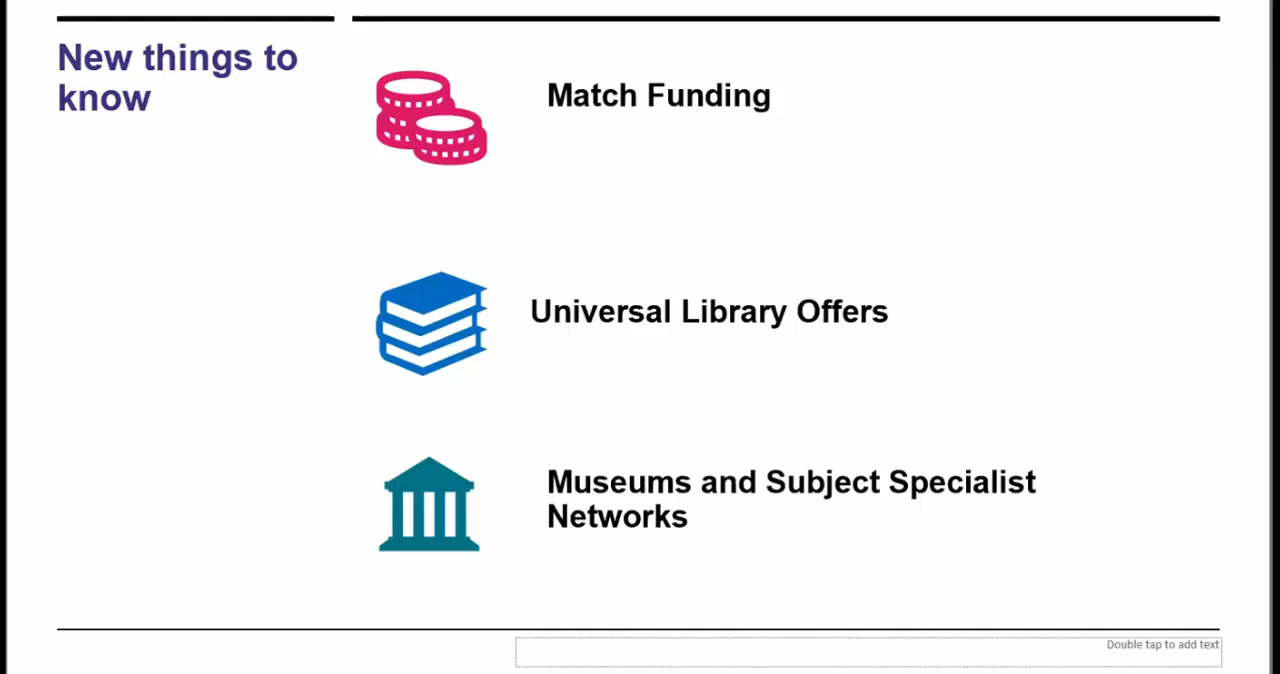 New things to
know
Match Funding
Universal Library Offers
Museums and Subject Specialist
Networks
Double tap to add text